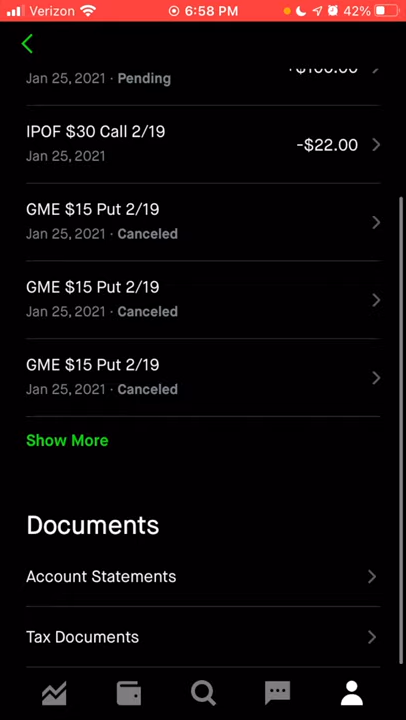 Verizon 6:58 PM 42%
Jan 25, 2021 · Pending
IPOF $30 Call 2/19
-$22.00
Jan 25, 2021
GME $15 Put 2/19
Jan 25, 2021 · Canceled
GME $15 Put 2/19
Jan 25, 2021 · Canceled
GME $15 Put 2/19
Jan 25, 2021 · Canceled
Show More
Documents
Account Statements
Tax Documents